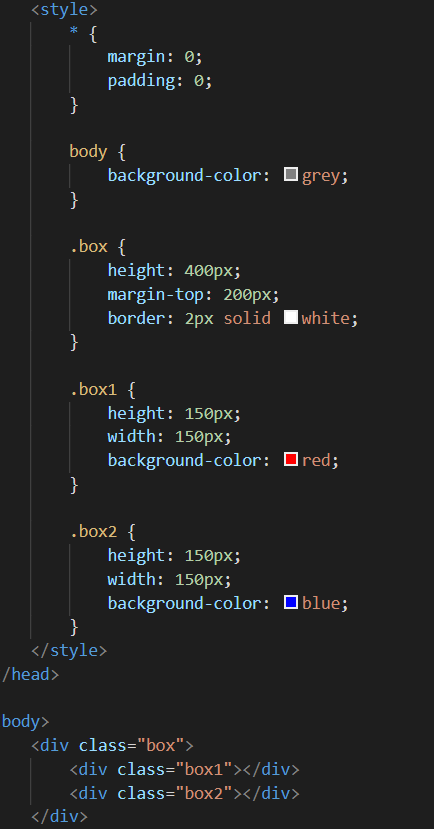 <style>
* {
margin: 0;
padding: 0;
}
body {
background-color: grey;
}
.box {
height: 400px;
margin-top: 200px;
border: 2px solid white;
}
.box1 {
height: 150px;
width: 150px;
background-color: red;
}
.box2 {
height: 150px;
width: 150px;
background-color: blue;
}
</style>
/head>
body>
<div class="box">
<div class="box1"></div>
<div class="box2"></div>
</div>